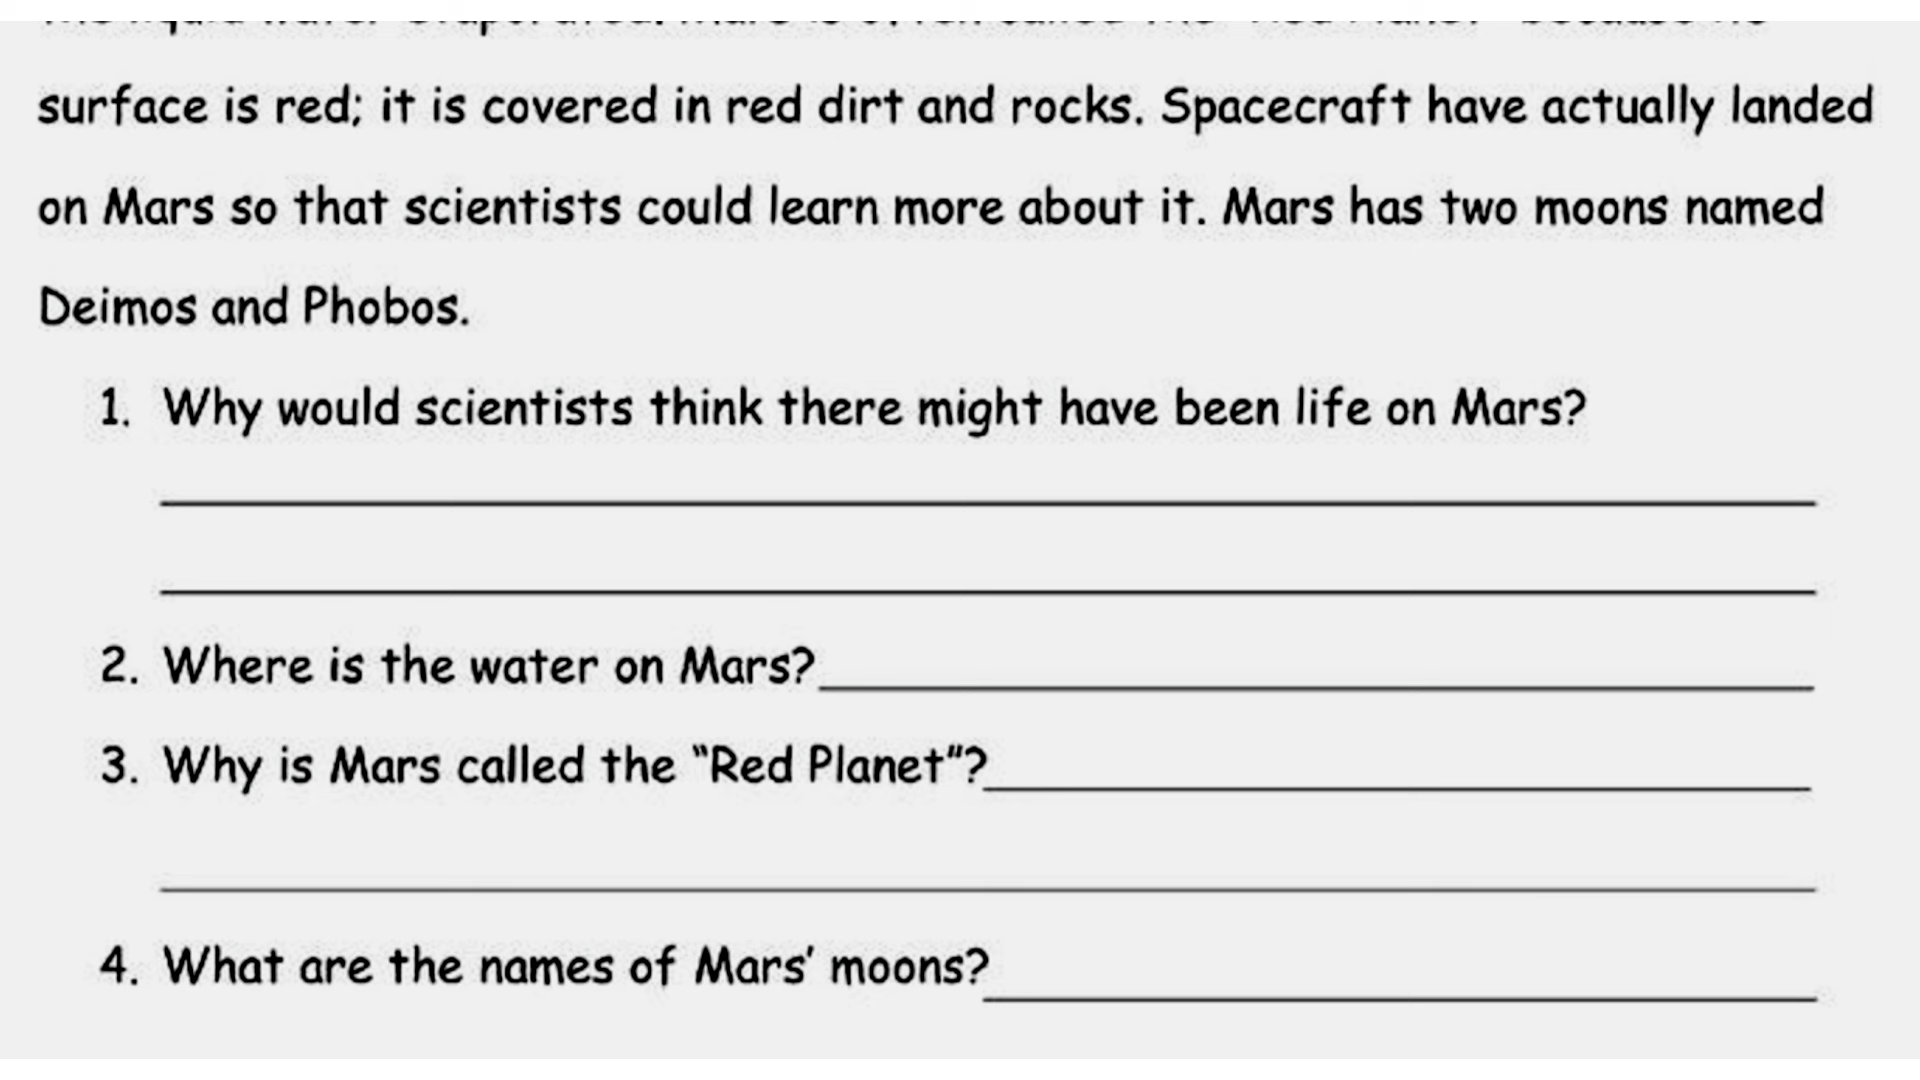 surface is red; it is covered in red dirt and rocks. Spacecraft have actually landed
on Mars so that scientists could learn more about it. Mars has two moons named
Deimos and Phobos.
1. Why would scientists think there might have been life on Mars?
2. Where is the water on Mars?
3. Why is Mars called the “Red Planet”?
4. What are the names of Mars’ moons?